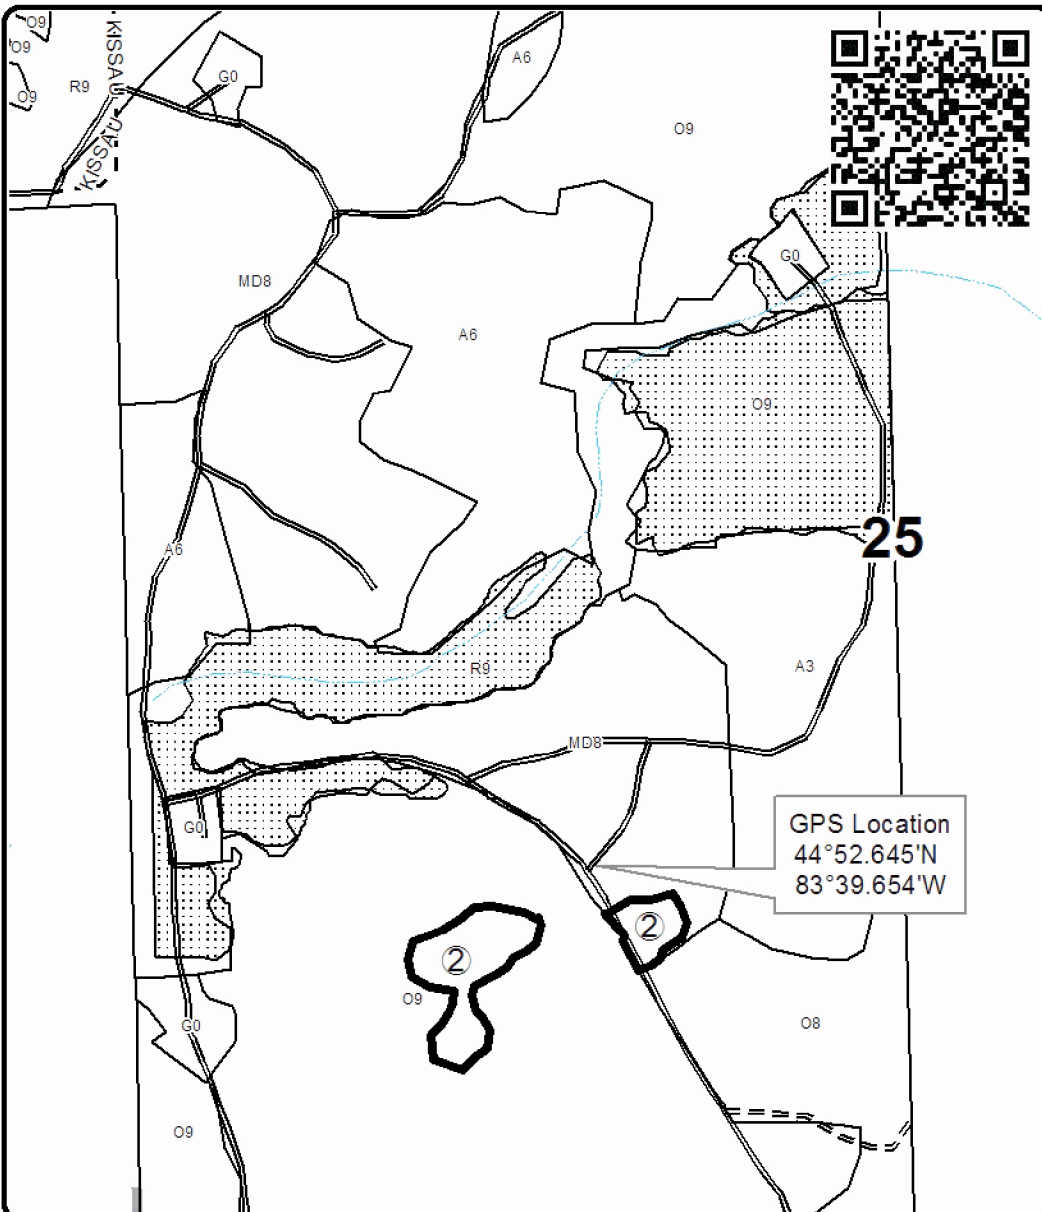 O9
KISSAU
O9
R9
G0
A6
O9
O9
KISSAU
G0
MD8
A6
O9
25
A6
R9
A3
MD8
GPS Location
44°52.645'N
83°39.654'W
G0
2
2
O9
G0
O8
O9